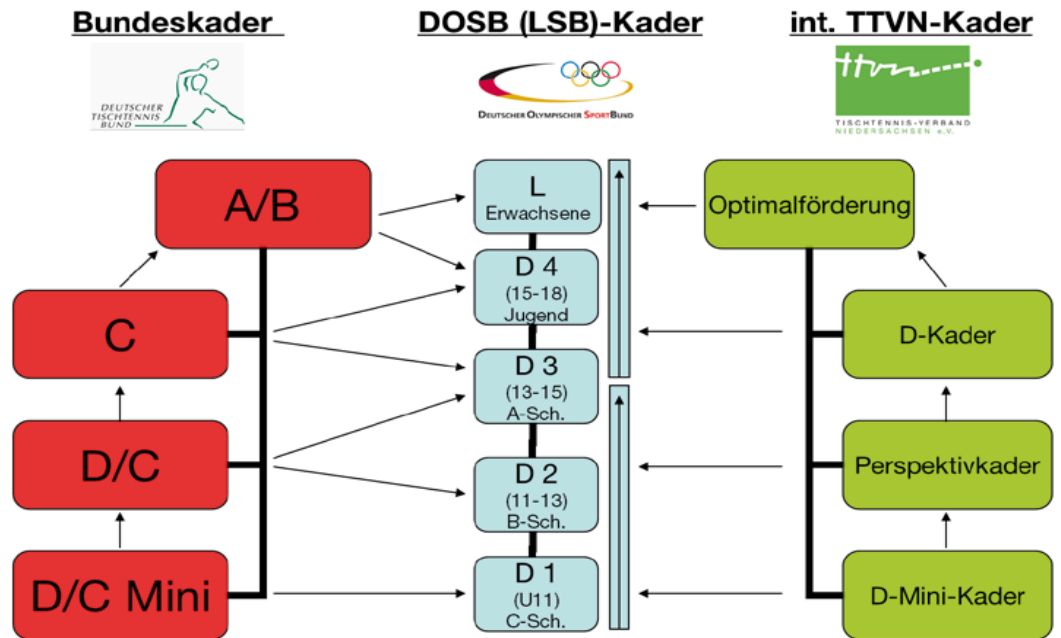 Bundeskader
DOSB (LSB)-Kader
int. TTVN-Kader
DEUTSCHER
TISCHTENNIS
BUND
DEUTSCHER OLYMPISCHER SPORTBUND
ttvn
TISCHTENNIS-VERBAND
NIEDERSACHSEN e.V.
A/B
C
D/C
D/C Mini
L
Erwachsene
D 4
(15-18)
Jugend
D 3
(13-15)
A-Sch.
D 2
(11-13)
B-Sch.
D 1
(U11)
C-Sch.
Optimalförderung
D-Kader
Perspektivkader
D-Mini-Kader